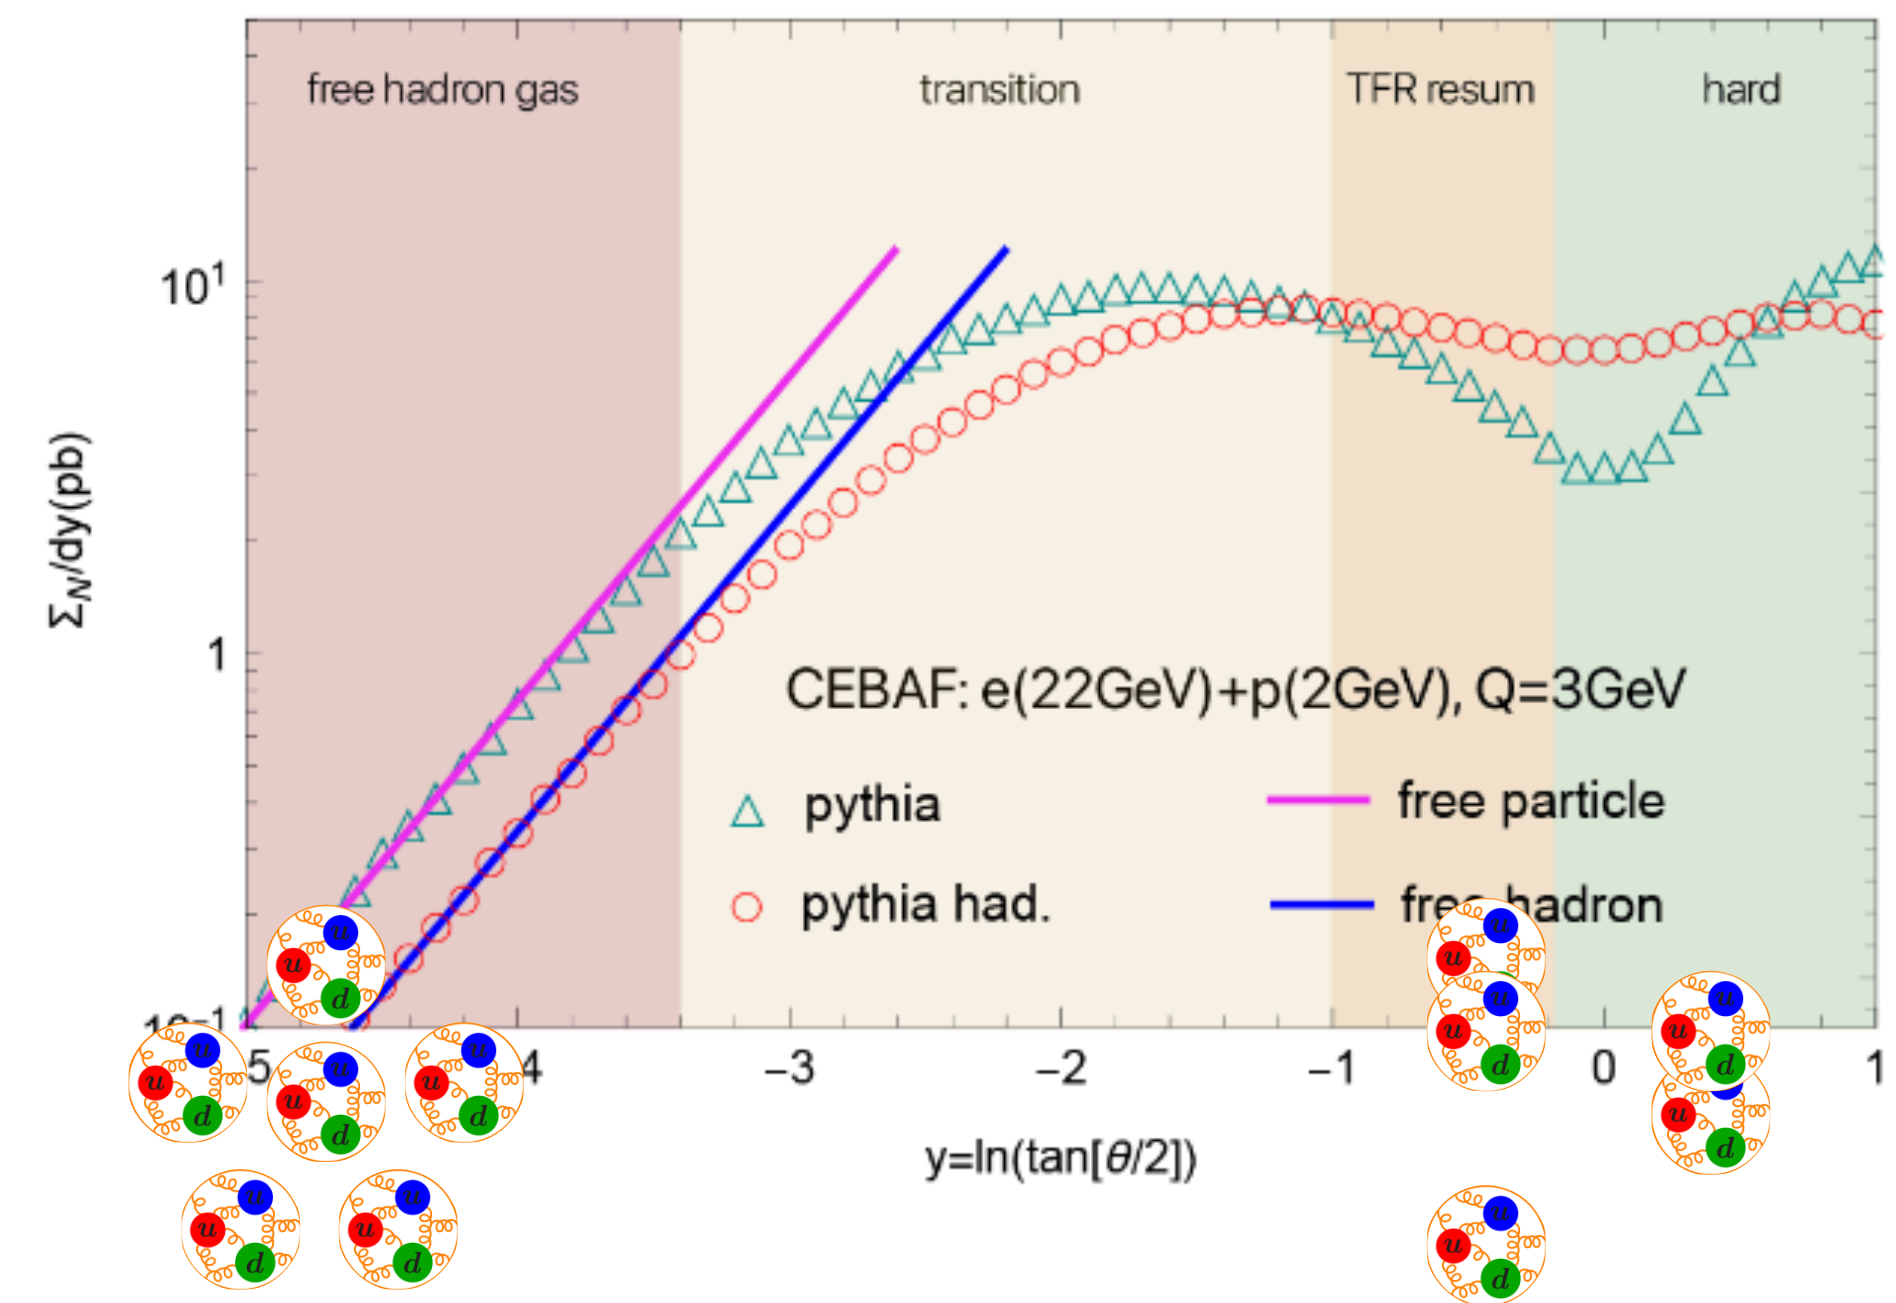 free hadron gas
transition
TFR resum
hard
10¹
1
Σ_N/dy(pb)
CEBAF: e(22GeV)+p(2GeV), Q=3GeV
pythia
free particle
pythia had.
hadron
5
4
−3
−2
−1
0
1
y=ln(tan[θ/2])
u
u
d
u
u
d
u
u
d
u
u
d
u
u
d
u
u
d
u
u
u
u
d
u
u
d
u
d
u
u
d